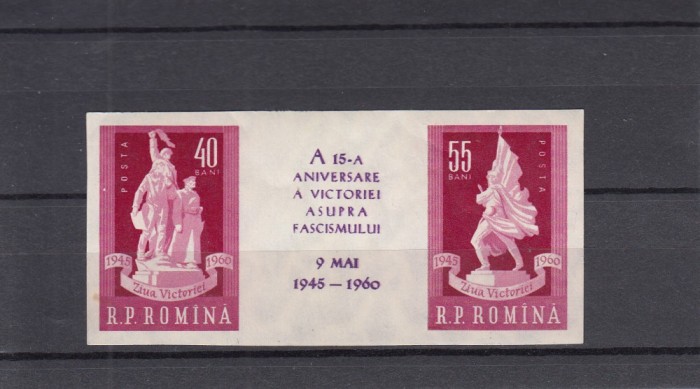 POSTA
40
BANI
1945 1960
Ziua Victoriei
R.P. ROMÎNĂ
A 15-A
ANIVERSARE
A VICTORIEI
ASUPRA
FASCISMULUI
9 MAI
1945 – 1960
55
BANI
POSTA
1945 1960
Ziua Victoriei
R.P. ROMÎNĂ